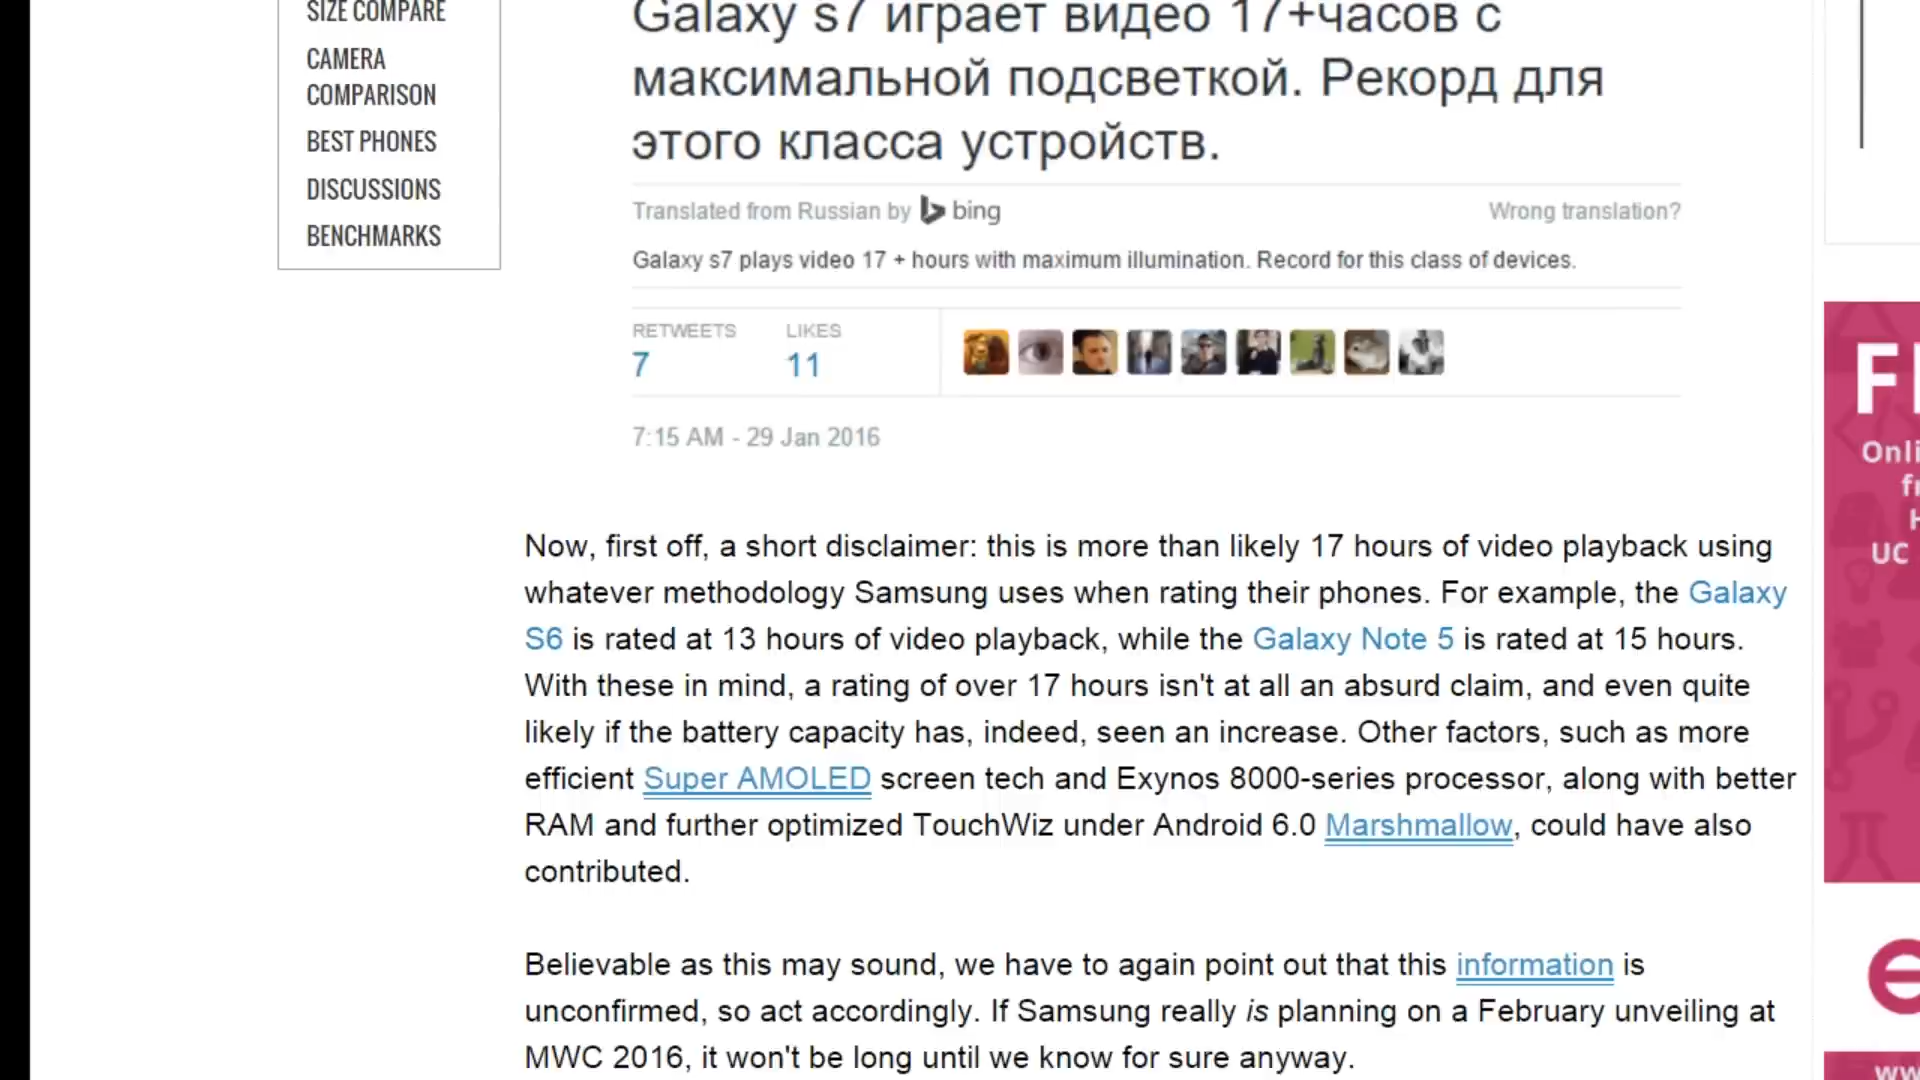 SIZE COMPARE
CAMERA
COMPARISON
BEST PHONES
DISCUSSIONS
BENCHMARKS
Galaxy s7 играет видео 17+часов с
максимальной подсветкой. Рекорд для
этого класса устройств.
Translated from Russian by bing
Wrong translation?
Galaxy s7 plays video 17 + hours with maximum illumination. Record for this class of devices.
RETWEETS LIKES
7 11
7:15 AM - 29 Jan 2016
Now, first off, a short disclaimer: this is more than likely 17 hours of video playback using
whatever methodology Samsung uses when rating their phones. For example, the Galaxy
S6 is rated at 13 hours of video playback, while the Galaxy Note 5 is rated at 15 hours.
With these in mind, a rating of over 17 hours isn't at all an absurd claim, and even quite
likely if the battery capacity has, indeed, seen an increase. Other factors, such as more
efficient Super AMOLED screen tech and Exynos 8000-series processor, along with better
RAM and further optimized TouchWiz under Android 6.0 Marshmallow, could have also
contributed.
Believable as this may sound, we have to again point out that this information is
unconfirmed, so act accordingly. If Samsung really is planning on a February unveiling at
MWC 2016, it won't be long until we know for sure anyway.
UC